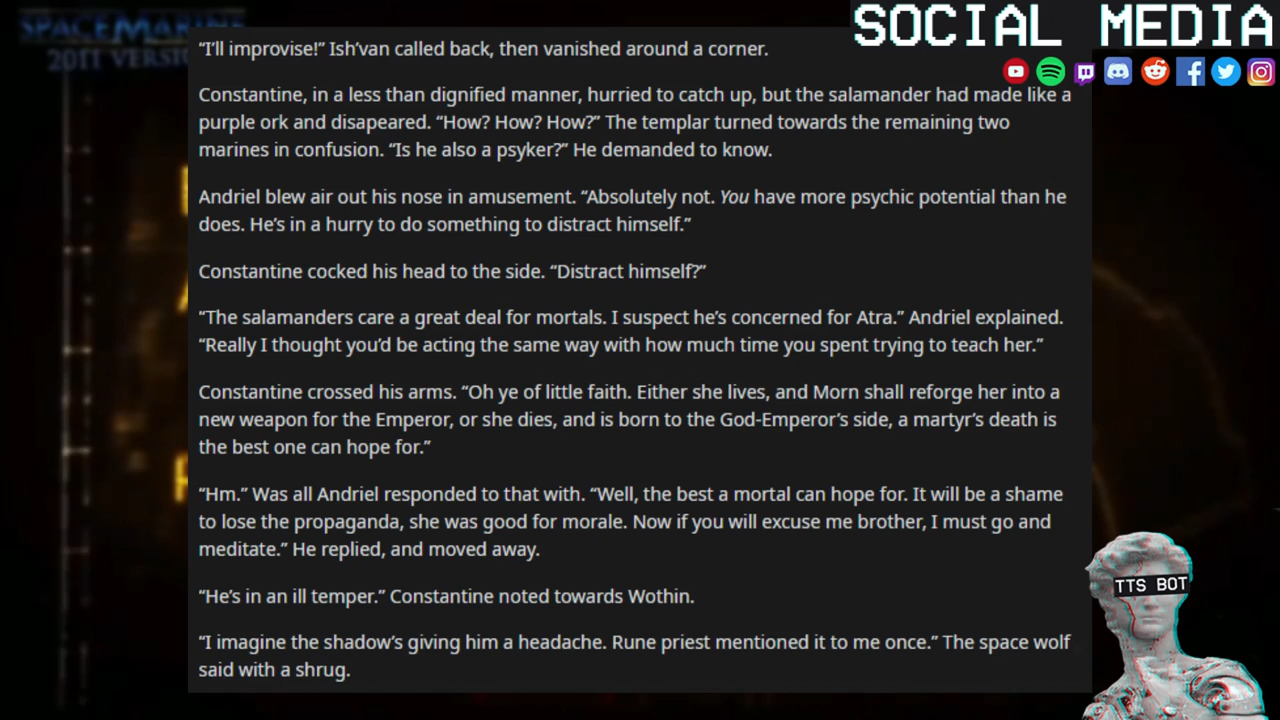 SPACEMARINE
2011 VERSIO
SOCIAL MEDIA
“I’ll improvise!” Ish’van called back, then vanished around a corner.
Constantine, in a less than dignified manner, hurried to catch up, but the salamander had made like a
purple ork and disapeared. “How? How? How?” The templar turned towards the remaining two
marines in confusion. “Is he also a psyker?” He demanded to know.
Andriel blew air out his nose in amusement. “Absolutely not. You have more psychic potential than he
does. He’s in a hurry to do something to distract himself.”
Constantine cocked his head to the side. “Distract himself?”
“The salamanders care a great deal for mortals. I suspect he’s concerned for Atra.” Andriel explained.
“Really I thought you’d be acting the same way with how much time you spent trying to teach her.”
Constantine crossed his arms. “Oh ye of little faith. Either she lives, and Morn shall reforge her into a
new weapon for the Emperor, or she dies, and is born to the God-Emperor’s side, a martyr’s death is
the best one can hope for.”
“Hm.” Was all Andriel responded to that with. “Well, the best a mortal can hope for. It will be a shame
to lose the propaganda, she was good for morale. Now if you will excuse me brother, I must go and
meditate.” He replied, and moved away.
“He’s in an ill temper.” Constantine noted towards Wothin.
“I imagine the shadow’s giving him a headache. Rune priest mentioned it to me once.” The space wolf
said with a shrug.
TTS BOT